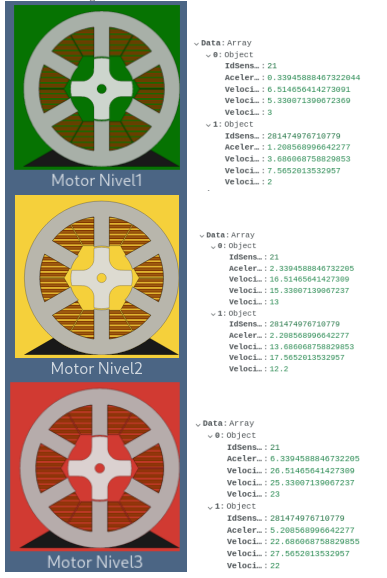 Data: Array
0: Object
IdSens…: 21
Aceler…: 0.33945888467322044
Veloci…: 6.514656414273091
Veloci…: 5.330071390672369
Veloci…: 3
1: Object
IdSens…: 281474976710779
Aceler…: 1.208568996642277
Veloci…: 3.686068758829853
Veloci…: 7.5652013532957
Veloci…: 2
Motor Nivel1
Data: Array
0: Object
IdSens…: 21
Aceler…: 2.3394588846732205
Veloci…: 16.51465641427309
Veloci…: 15.33007139067237
Veloci…: 13
1: Object
IdSens…: 281474976710779
Aceler…: 2.208568996642277
Veloci…: 13.686068758829853
Veloci…: 17.5652013532957
Veloci…: 12.2
Motor Nivel2
Data: Array
0: Object
IdSens…: 21
Aceler…: 6.3394588846732205
Veloci…: 26.51465641427309
Veloci…: 25.33007139067237
Veloci…: 23
1: Object
IdSens…: 281474976710779
Aceler…: 5.208568996642277
Veloci…: 22.686068758829855
Veloci…: 27.5652013532957
Veloci…: 22
Motor Nivel3